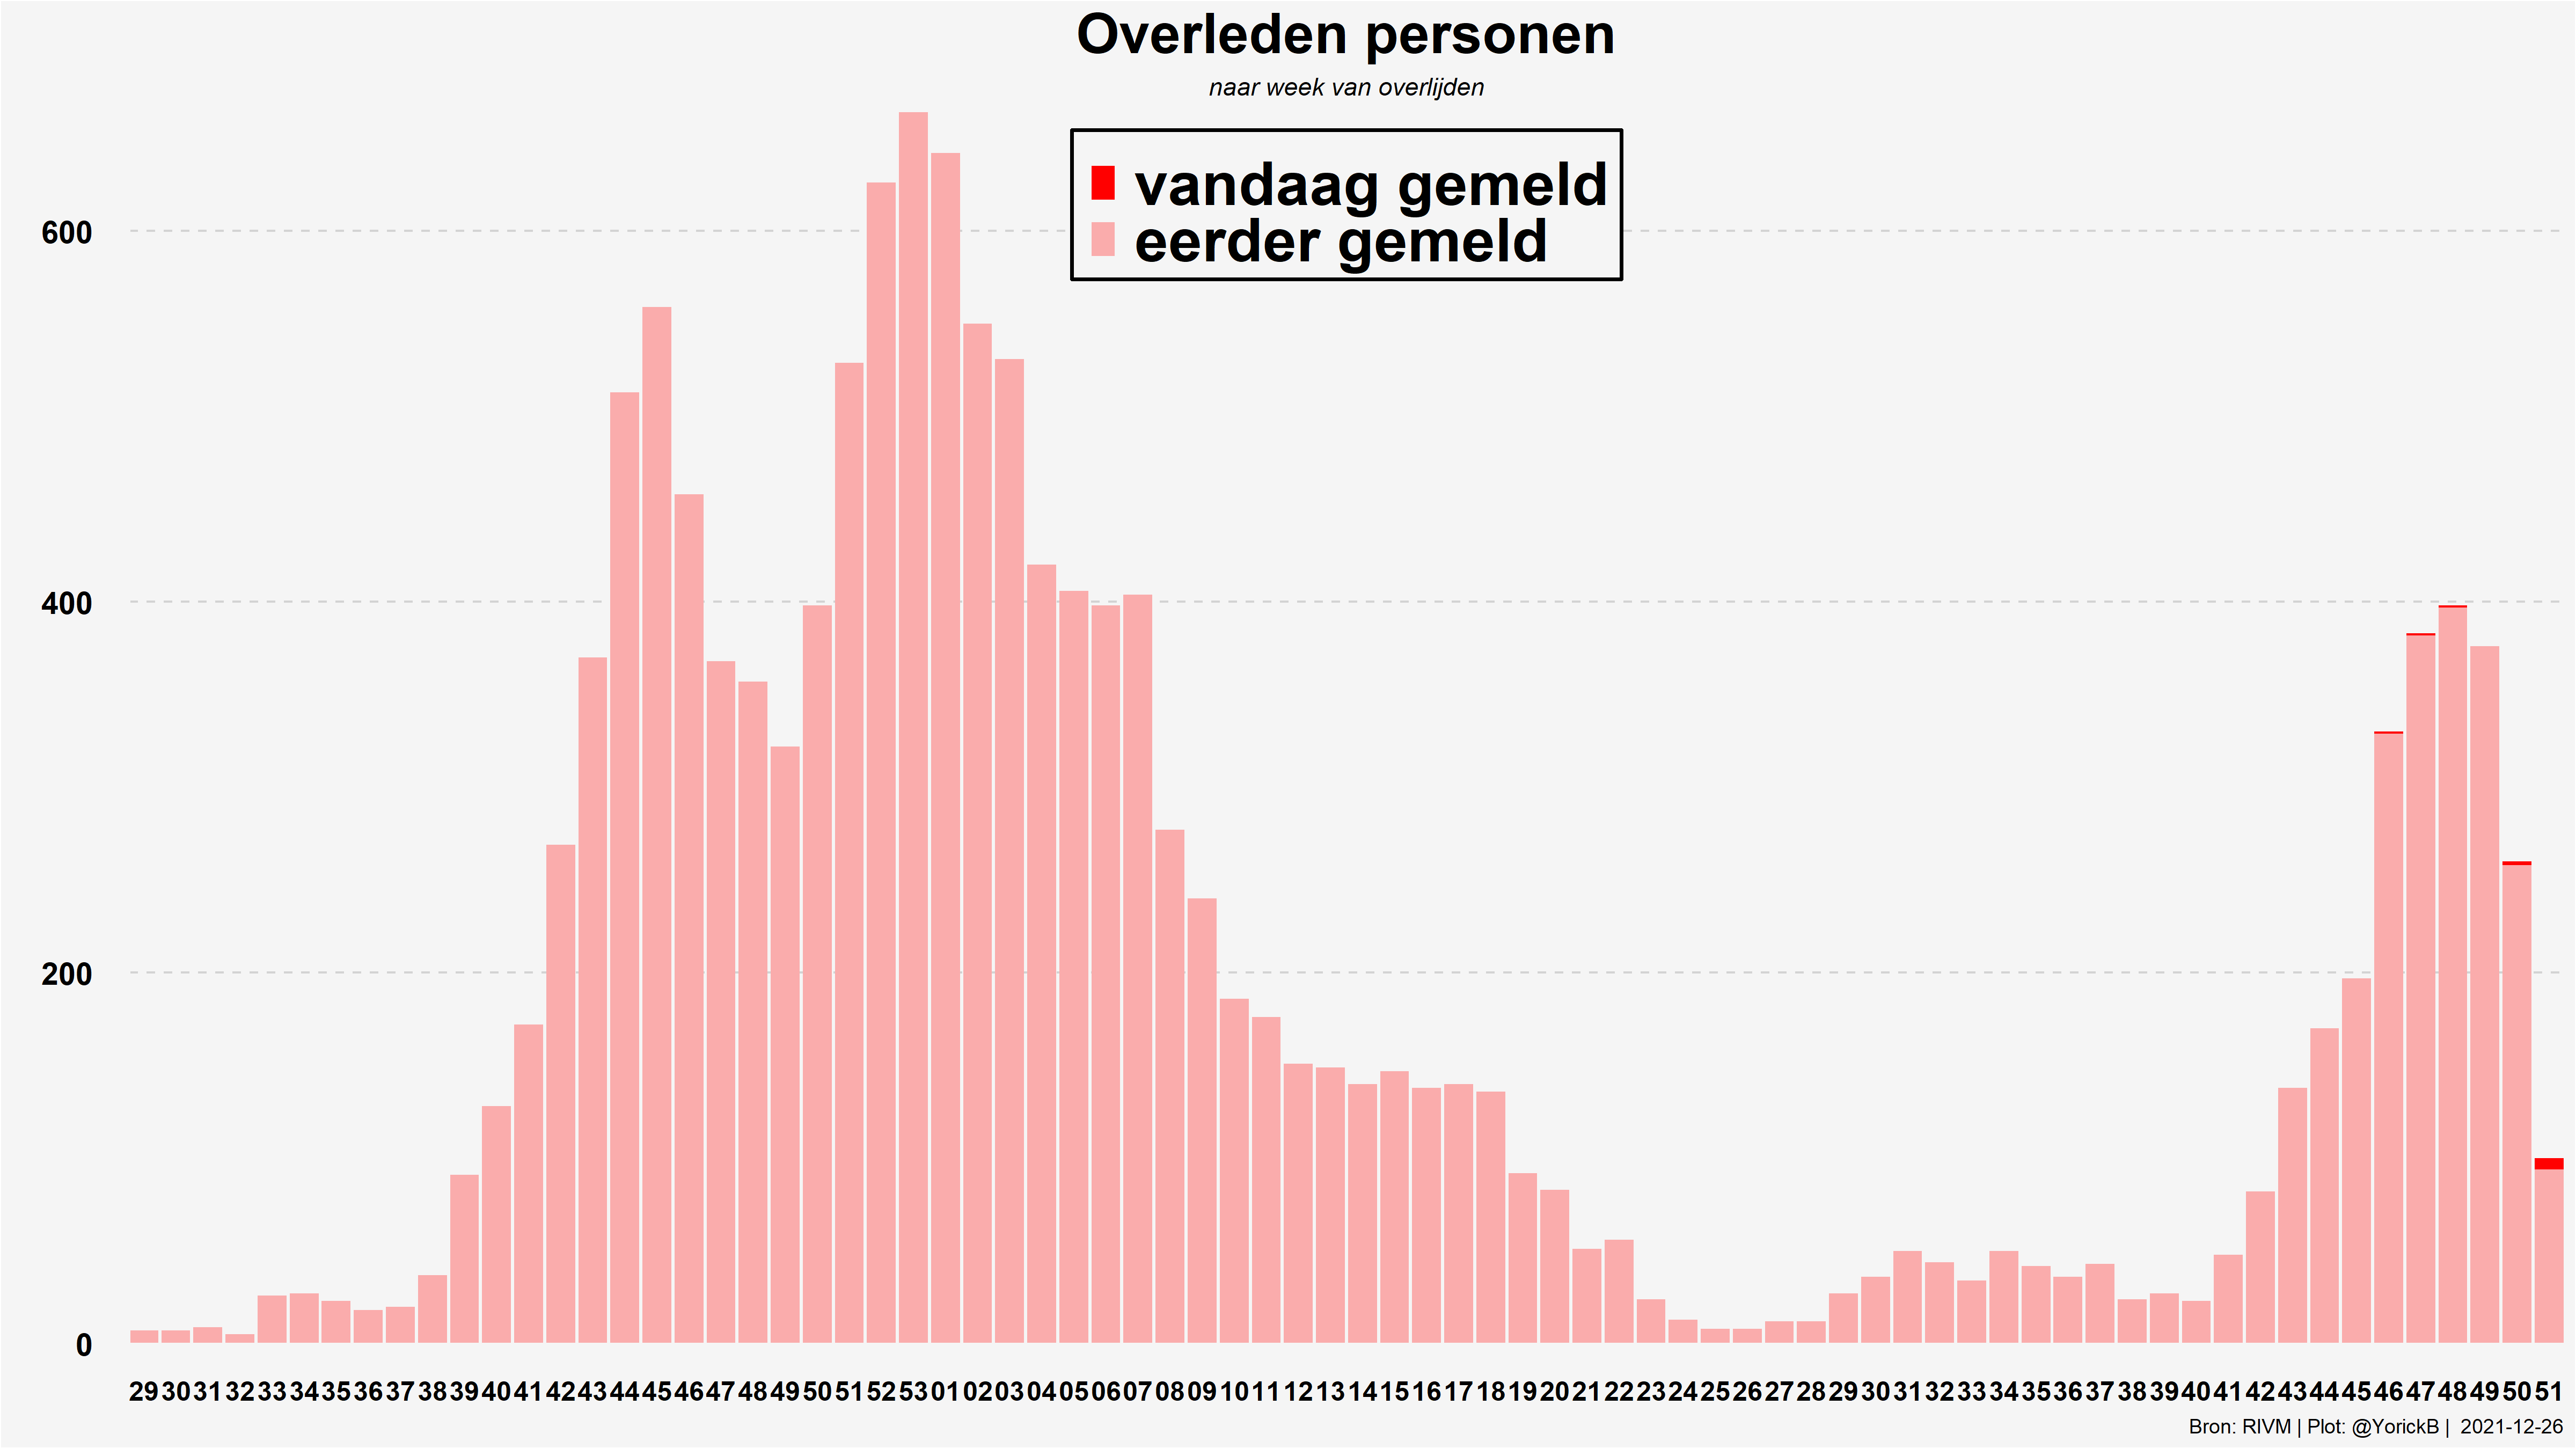 Overleden personen
naar week van overlijden
vandaag gemeld
eerder gemeld
600
400
200
0
29 30 31 32 33 34 35 36 37 38 39 40 41 42 43 44 45 46 47 48 49 50 51 52 53 01 02 03 04 05 06 07 08 09 10 11 12 13 14 15 16 17 18 19 20 21 22 23 24 25 26 27 28 29 30 31 32 33 34 35 36 37 38 39 40 41 42 43 44 45 46 47 48 49 50 51
Bron: RIVM | Plot: @YorickB | 2021-12-26